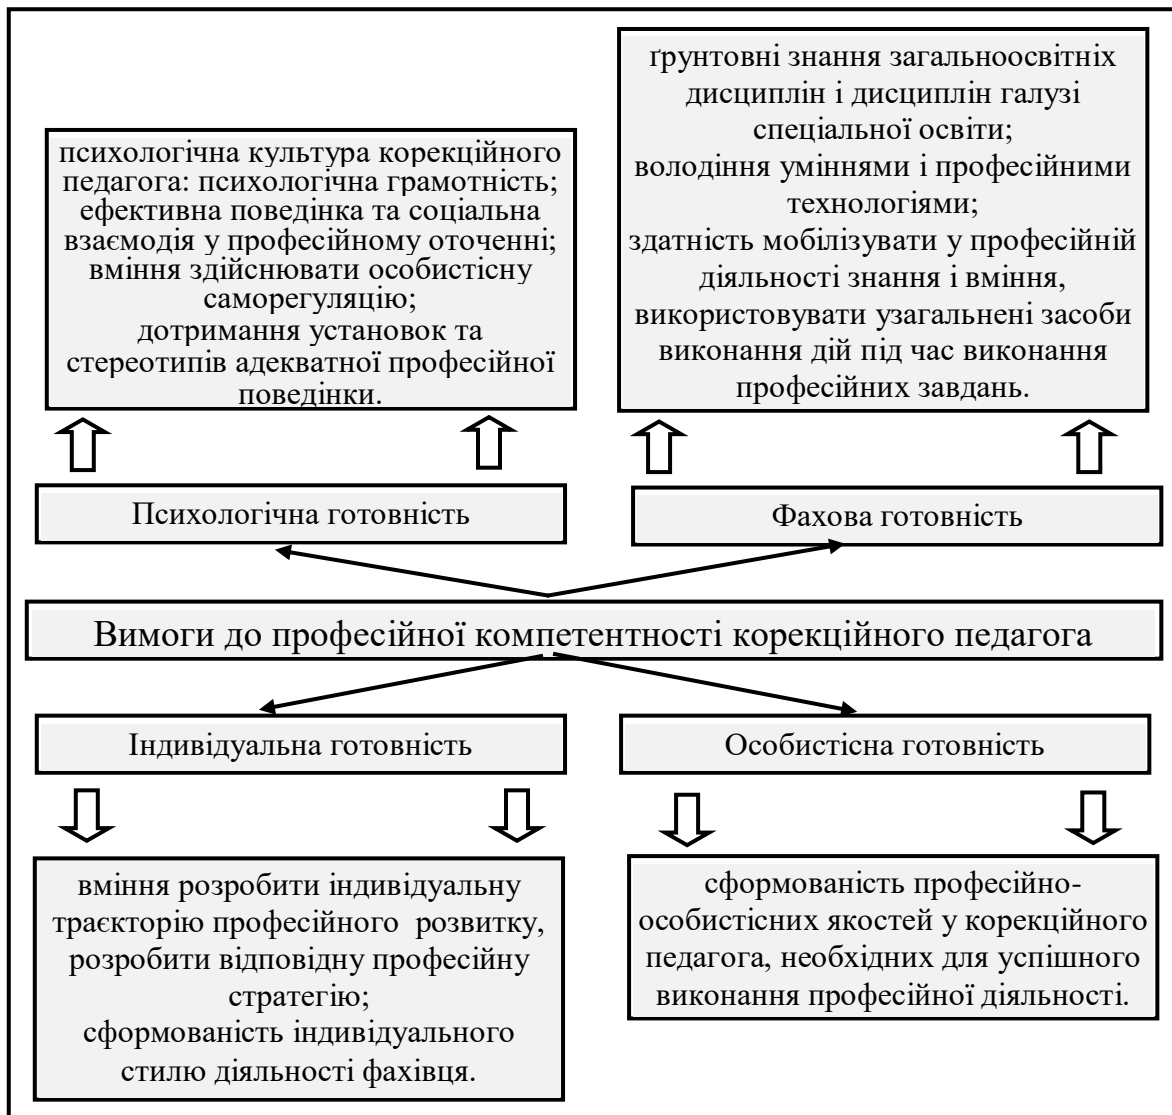 психологічна культура корекційного
педагога: психологічна грамотність;
ефективна поведінка та соціальна
взаємодія у професійному оточенні;
вміння здійснювати особистісну
саморегуляцію;
дотримання установок та
стереотипів адекватної професійної
поведінки.
ґрунтовні знання загальноосвітніх
дисциплін і дисциплін галузі
спеціальної освіти;
володіння уміннями і професійними
технологіями;
здатність мобілізувати у професійній
діяльності знання і вміння,
використовувати узагальнені засоби
виконання дій під час виконання
професійних завдань.
Психологічна готовність
Фахова готовність
Вимоги до професійної компетентності корекційного педагога
Індивідуальна готовність
Особистісна готовність
вміння розробити індивідуальну
траєкторію професійного розвитку,
розробити відповідну професійну
стратегію;
сформованість індивідуального
стилю діяльності фахівця.
сформованість професійно-
особистісних якостей у корекційного
педагога, необхідних для успішного
виконання професійної діяльності.